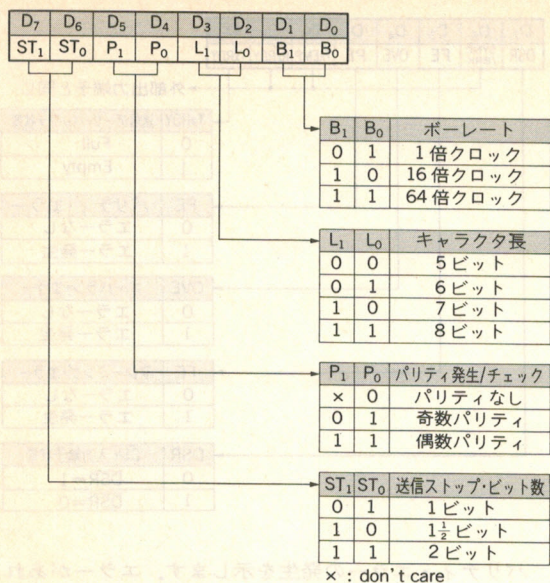 D7 D6 D5 D4 D3 D2 D1 D0
ST1 ST0 P1 P0 L1 L0 B1 B0
B1 B0 ボーレート
0 1 1倍クロック
1 0 16倍クロック
1 1 64倍クロック
L1 L0 キャラクタ長
0 0 5ビット
0 1 6ビット
1 0 7ビット
1 1 8ビット
P1 P0 パリティ発生/チェック
× 0 パリティなし
0 1 奇数パリティ
1 1 偶数パリティ
ST1 ST0 送信ストップ・ビット数
0 1 1ビット
1 0 1½ビット
1 1 2ビット
×：don't care